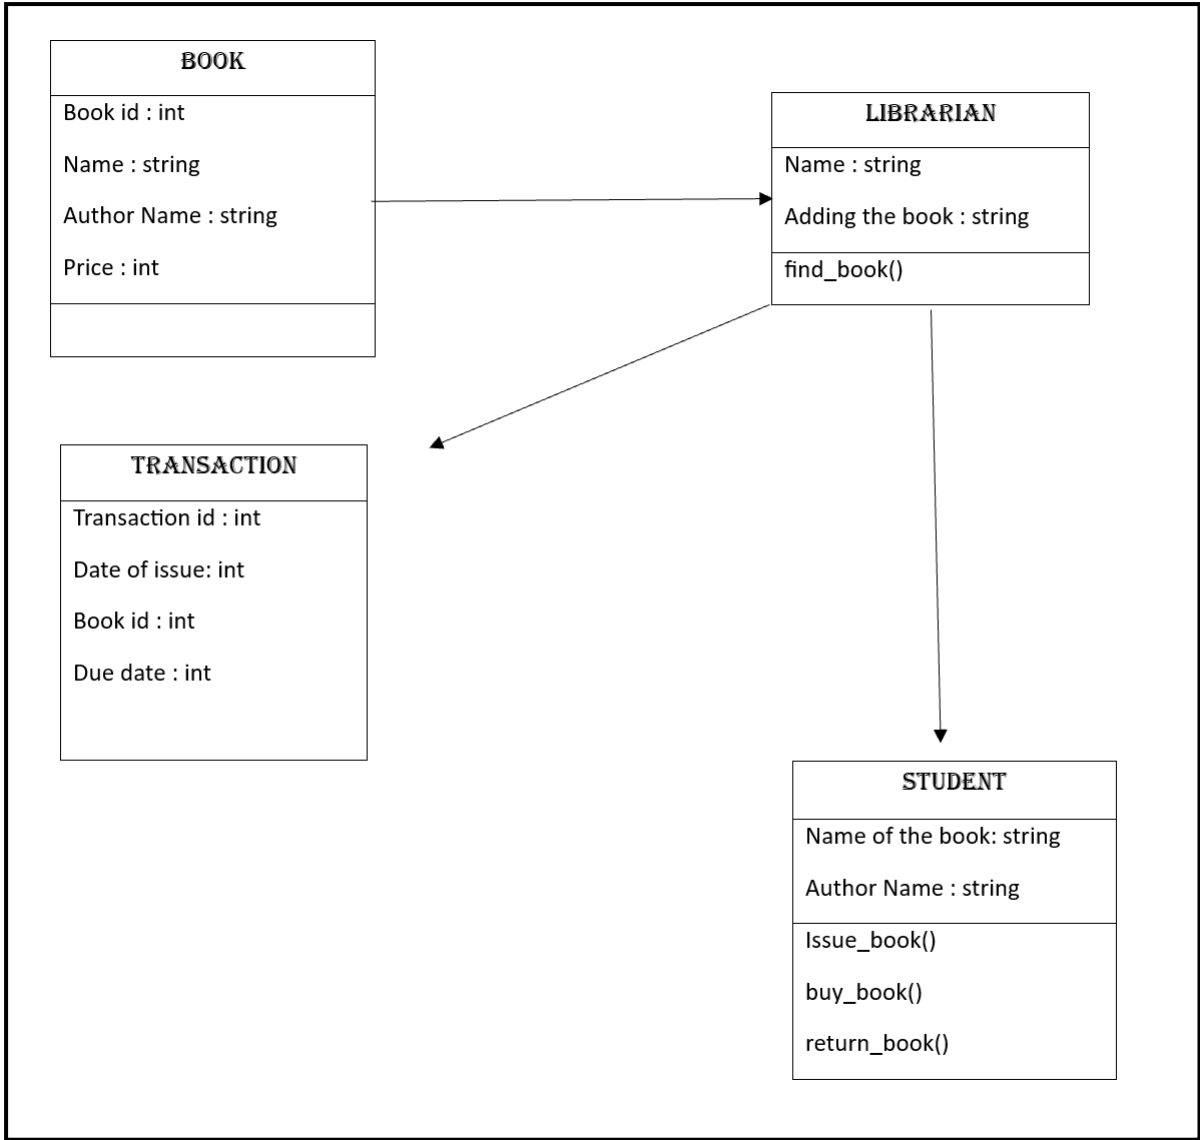 BOOK
Book id : int
Name : string
Author Name : string
Price : int
LIBRARIAN
Name : string
Adding the book : string
find_book()
TRANSACTION
Transaction id : int
Date of issue: int
Book id : int
Due date : int
STUDENT
Name of the book: string
Author Name : string
Issue_book()
buy_book()
return_book()